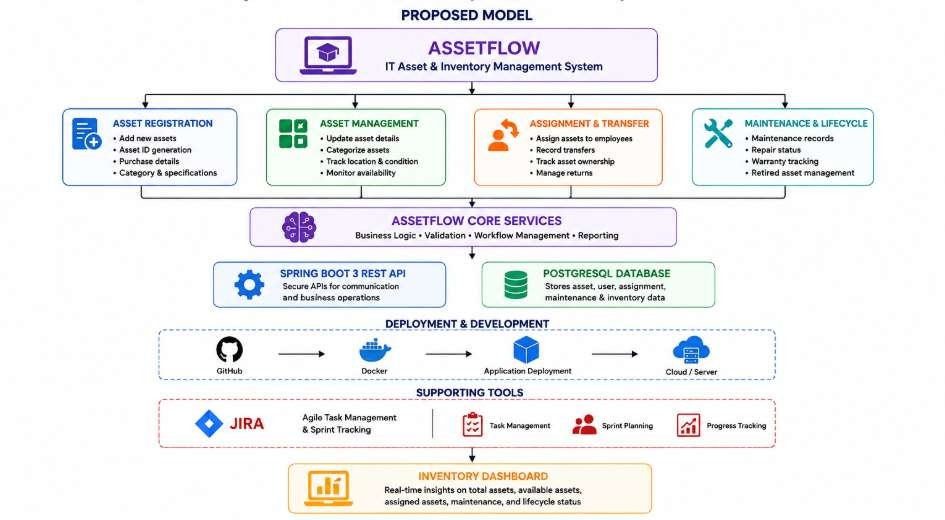 PROPOSED MODEL
ASSETFLOW
IT Asset & Inventory Management System
ASSET REGISTRATION
• Add new assets
• Asset ID generation
• Purchase details
• Category & specifications
ASSET MANAGEMENT
• Update asset details
• Categorize assets
• Track location & condition
• Monitor availability
ASSIGNMENT & TRANSFER
• Assign assets to employees
• Record transfers
• Track asset ownership
• Manage returns
MAINTENANCE & LIFECYCLE
• Maintenance records
• Repair status
• Warranty tracking
• Retired asset management
ASSETFLOW CORE SERVICES
Business Logic • Validation • Workflow Management • Reporting
SPRING BOOT 3 REST API
Secure APIs for communication
and business operations
POSTGRESQL DATABASE
Stores asset, user, assignment,
maintenance & inventory data
DEPLOYMENT & DEVELOPMENT
GitHub
Docker
Application Deployment
Cloud / Server
SUPPORTING TOOLS
JIRA
Agile Task Management
& Sprint Tracking
Task Management
Sprint Planning
Progress Tracking
INVENTORY DASHBOARD
Real-time insights on total assets, available assets,
assigned assets, maintenance, and lifecycle status